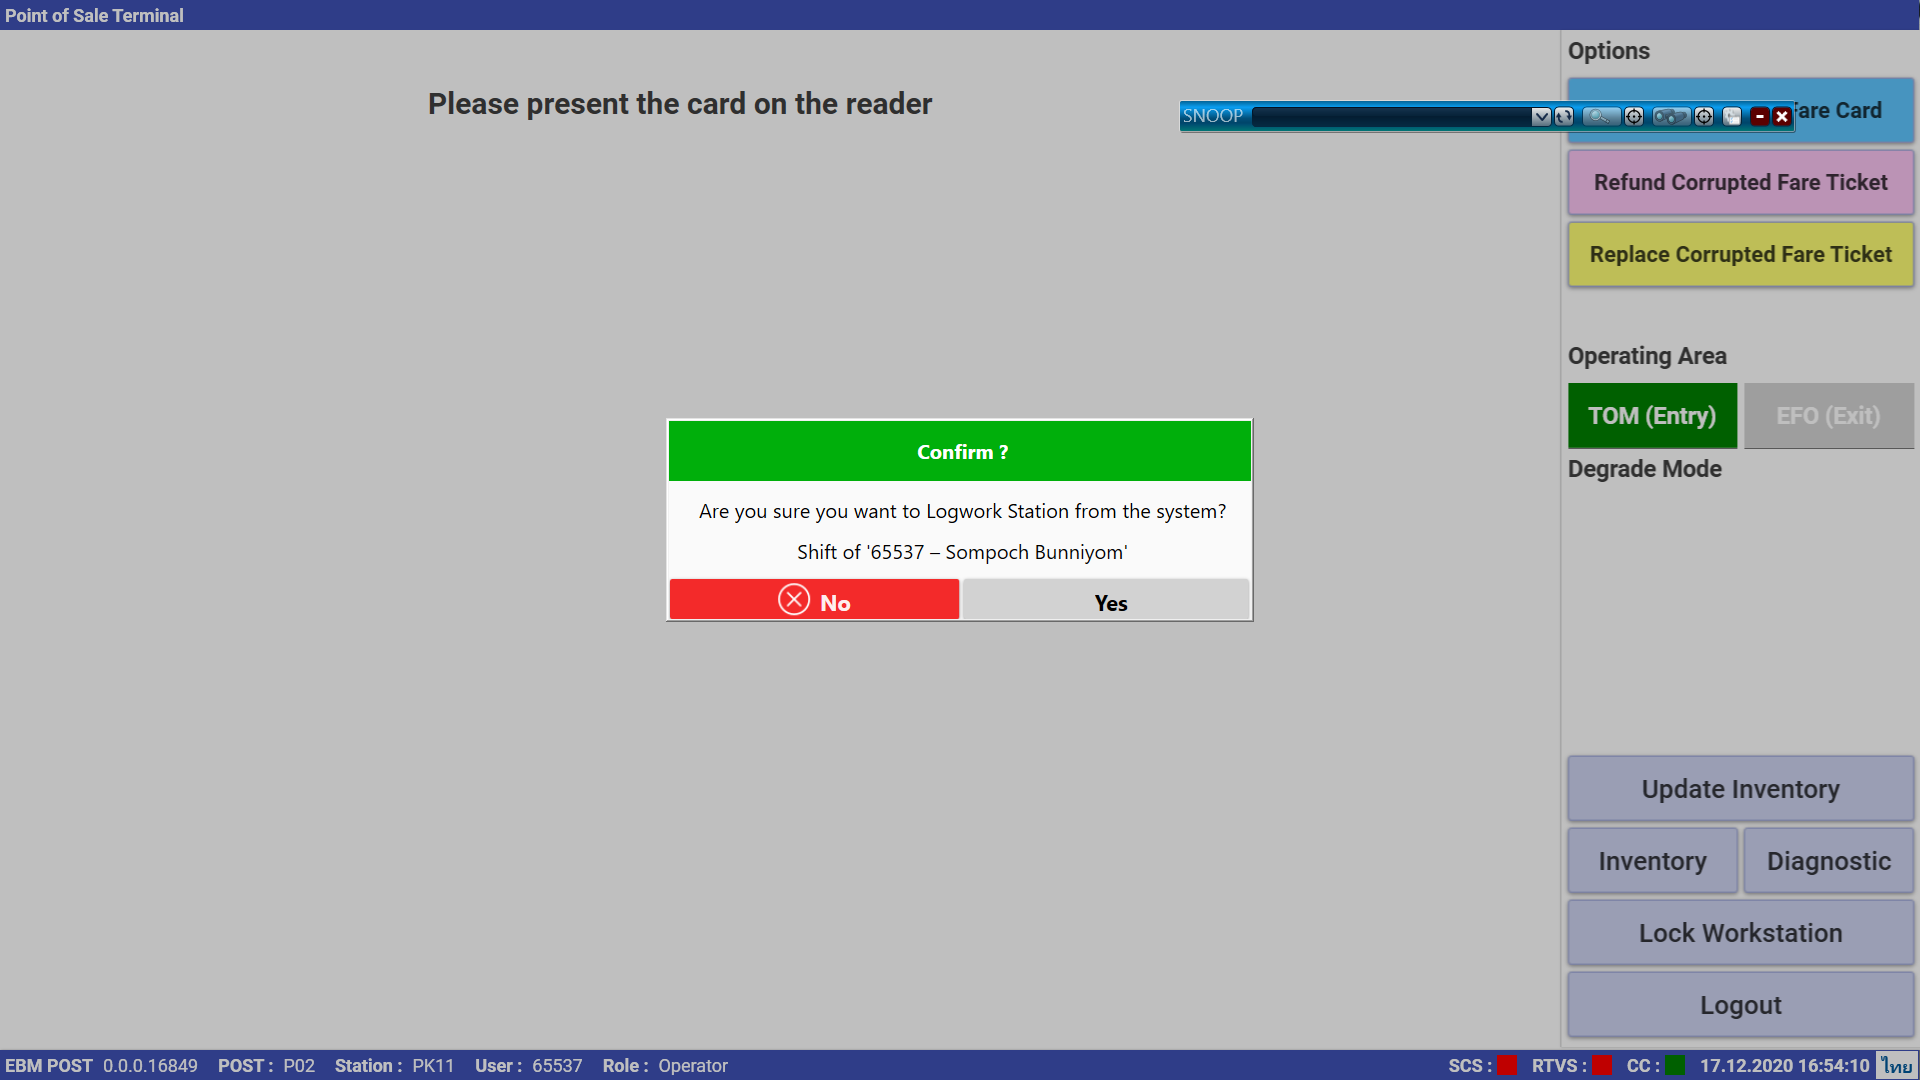 Point of Sale Terminal
Please present the card on the reader
Options
SNOOP
Fare Card
Refund Corrupted Fare Ticket
Replace Corrupted Fare Ticket
Operating Area
TOM (Entry)
EFO (Exit)
Degrade Mode
Confirm ?
Are you sure you want to Logwork Station from the system?
Shift of '65537 – Sompoch Bunniyom'
No
Yes
Update Inventory
Inventory
Diagnostic
Lock Workstation
Logout
EBM POST 0.0.0.16849 POST : P02 Station : PK11 User : 65537 Role : Operator SCS : RTVS : CC : 17.12.2020 16:54:10 ไทย